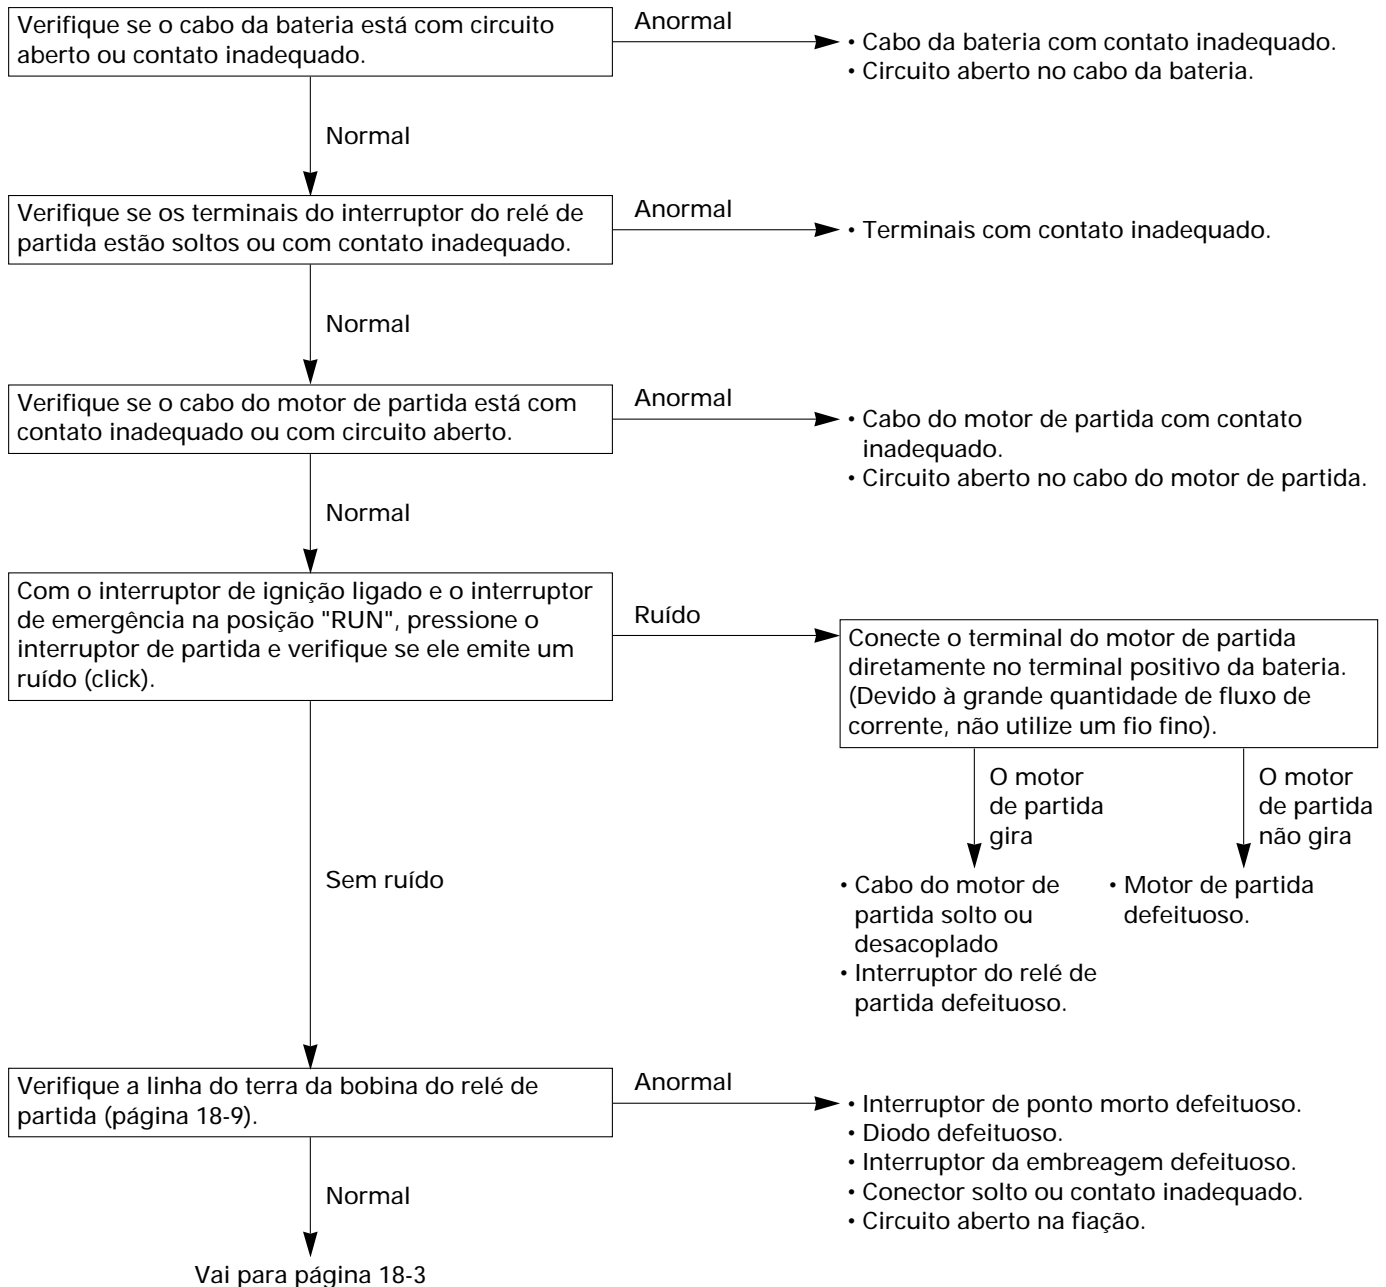 Verifique se o cabo da bateria está com circuito
aberto ou contato inadequado.
Anormal
• Cabo da bateria com contato inadequado.
• Circuito aberto no cabo da bateria.
Normal
Verifique se os terminais do interruptor do relé de
partida estão soltos ou com contato inadequado.
Anormal
• Terminais com contato inadequado.
Normal
Verifique se o cabo do motor de partida está com
contato inadequado ou com circuito aberto.
Anormal
• Cabo do motor de partida com contato
inadequado.
• Circuito aberto no cabo do motor de partida.
Normal
Com o interruptor de ignição ligado e o interruptor
de emergência na posição "RUN", pressione o
interruptor de partida e verifique se ele emite um
ruído (click).
Ruído
Conecte o terminal do motor de partida
diretamente no terminal positivo da bateria.
(Devido à grande quantidade de fluxo de
corrente, não utilize um fio fino).
O motor
de partida
gira
O motor
de partida
não gira
• Cabo do motor de
partida solto ou
desacoplado
• Interruptor do relé de
partida defeituoso.
• Motor de partida
defeituoso.
Sem ruído
Verifique a linha do terra da bobina do relé de
partida (página 18-9).
Anormal
• Interruptor de ponto morto defeituoso.
• Diodo defeituoso.
• Interruptor da embreagem defeituoso.
• Conector solto ou contato inadequado.
• Circuito aberto na fiação.
Normal
Vai para página 18-3